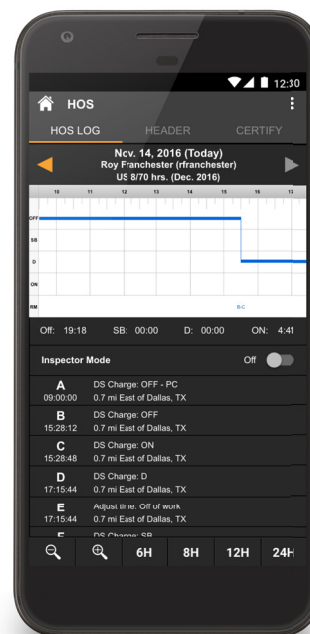 12:30
HOS
HOS LOG HEADER CERTIFY
Nov. 14, 2016 (Today)
Roy Franchester (rfranchester)
US 8/70 hrs. (Dec. 2016)
10 11 12 13 14 15 16 17
OFF
SB
D
ON
RM B-C
Off: 19:18 SB: 00:00 D: 00:00 ON: 4:41
Inspector Mode Off
A DS Charge: OFF - PC
09:00:00 0.7 mi East of Dallas, TX
B DS Charge: OFF
15:28:12 0.7 mi East of Dallas, TX
C DS Charge: ON
15:28:48 0.7 mi East of Dallas, TX
D DS Charge: D
17:15:44 0.7 mi East of Dallas, TX
E Adjust time: Off of work
17:15:44 0.7 mi East of Dallas, TX
F DS Charge: SB
6H 8H 12H 24H